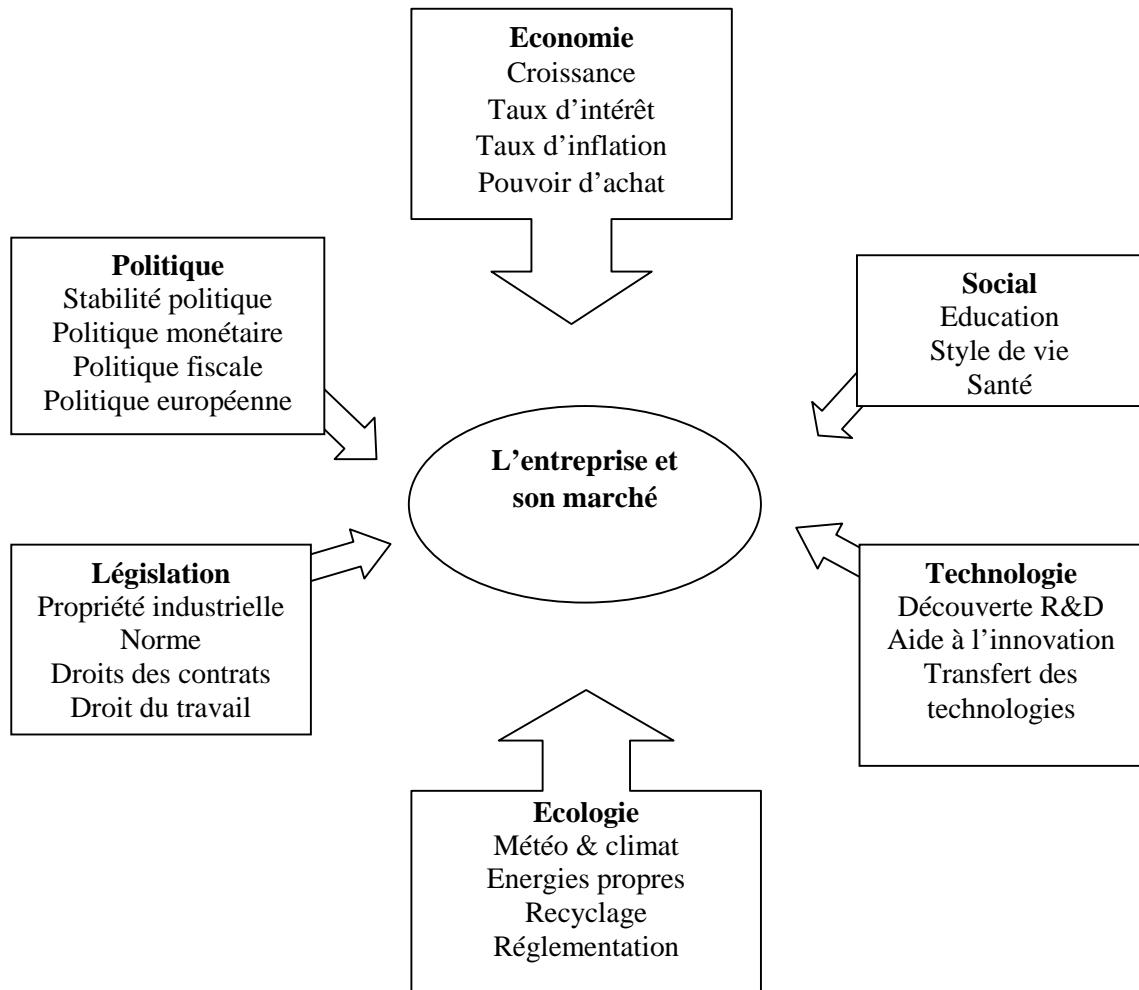 Economie
Croissance
Taux d’intérêt
Taux d’inflation
Pouvoir d’achat
Politique
Stabilité politique
Politique monétaire
Politique fiscale
Politique européenne
Social
Education
Style de vie
Santé
L’entreprise et
son marché
Législation
Propriété industrielle
Norme
Droits des contrats
Droit du travail
Technologie
Découverte R&D
Aide à l’innovation
Transfert des
technologies
Ecologie
Météo & climat
Energies propres
Recyclage
Réglementation